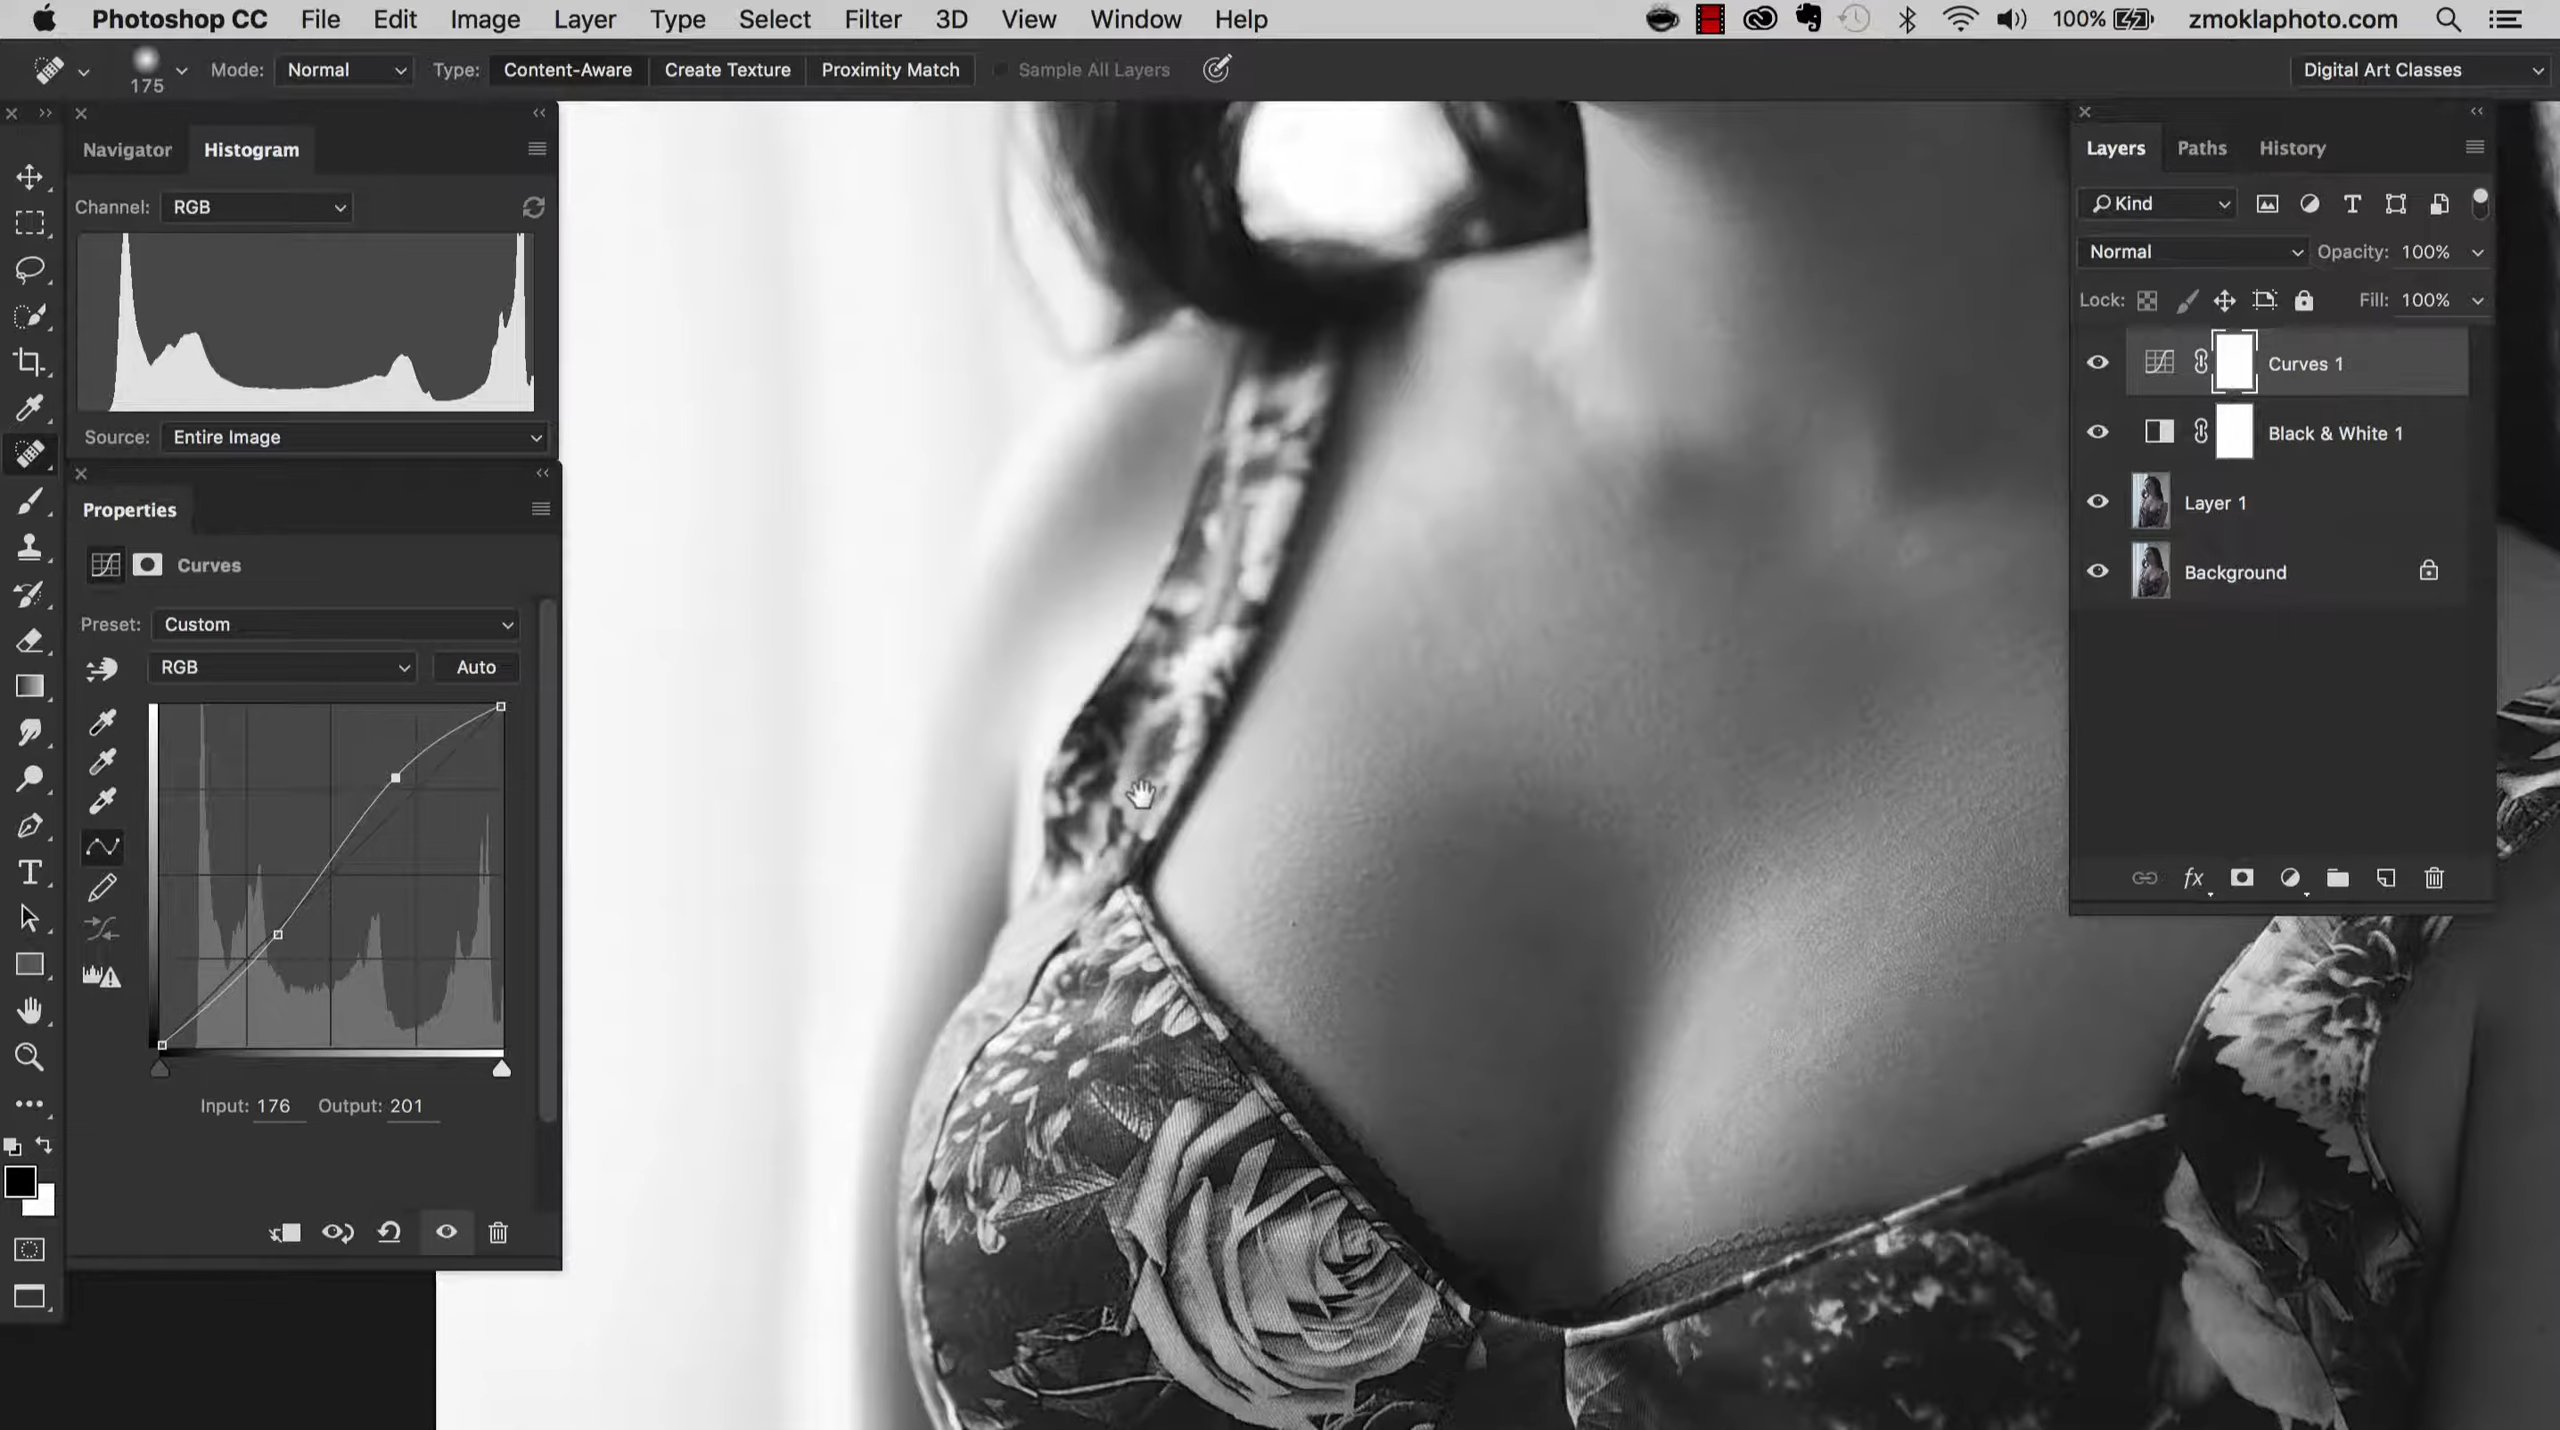 Photoshop CC File Edit Image Layer Type Select Filter 3D View Window Help 100% zmoklaphoto.com
175 Mode: Normal Type: Content-Aware Create Texture Proximity Match Sample All Layers Digital Art Classes
Navigator Histogram
Channel: RGB
Source: Entire Image
Properties
Curves
Preset: Custom
RGB Auto
Input: 176 Output: 201
Layers Paths History
Kind
Normal Opacity: 100%
Lock: Fill: 100%
Curves 1
Black & White 1
Layer 1
Background
fx